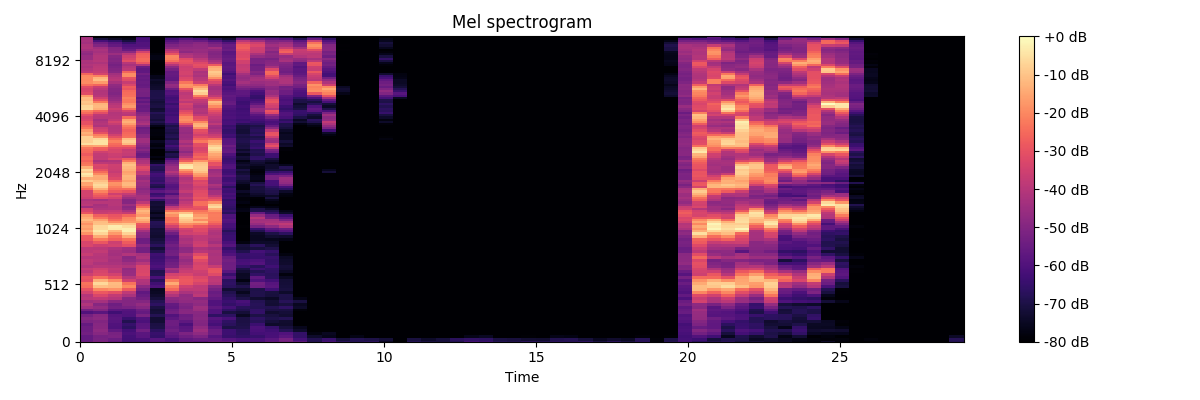 Mel spectrogram
Hz
8192
4096
2048
1024
512
0
0 5 10 15 20 25
Time
+0 dB
-10 dB
-20 dB
-30 dB
-40 dB
-50 dB
-60 dB
-70 dB
-80 dB